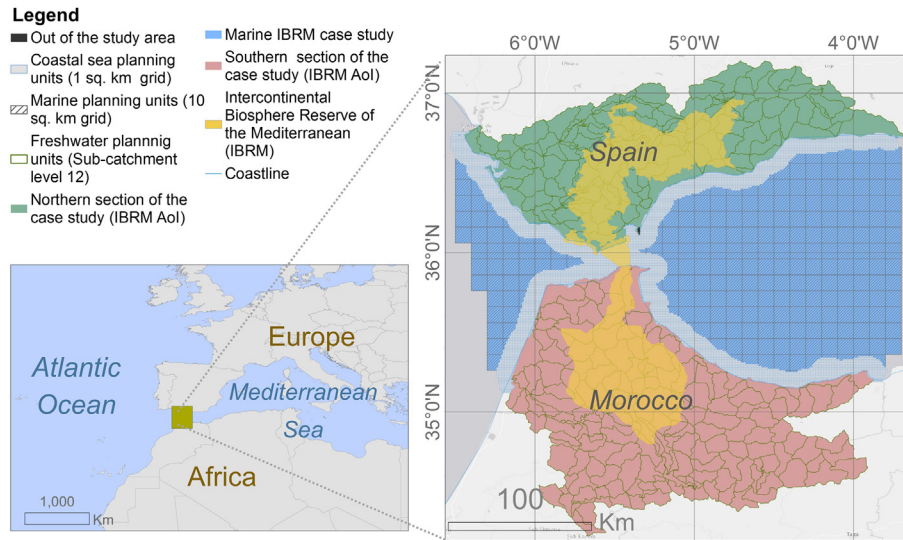 Legend
Out of the study area
Coastal sea planning
units (1 sq. km grid)
Marine planning units (10
sq. km grid)
Freshwater plannng
units (Sub-catchment
level 12)
Northern section of the
case study (IBRM AoI)
Marine IBRM case study
Southern section of the
case study (IBRM AoI)
Intercontinental
Biosphere Reserve of
the Mediterranean
(IBRM)
Coastline
Europe
Atlantic
Ocean
Mediterranean
Sea
Africa
1,000
Km
6°0'W
5°0'W
4°0'W
37°0'N
36°0'N
35°0'N
Spain
Morocco
100
Km